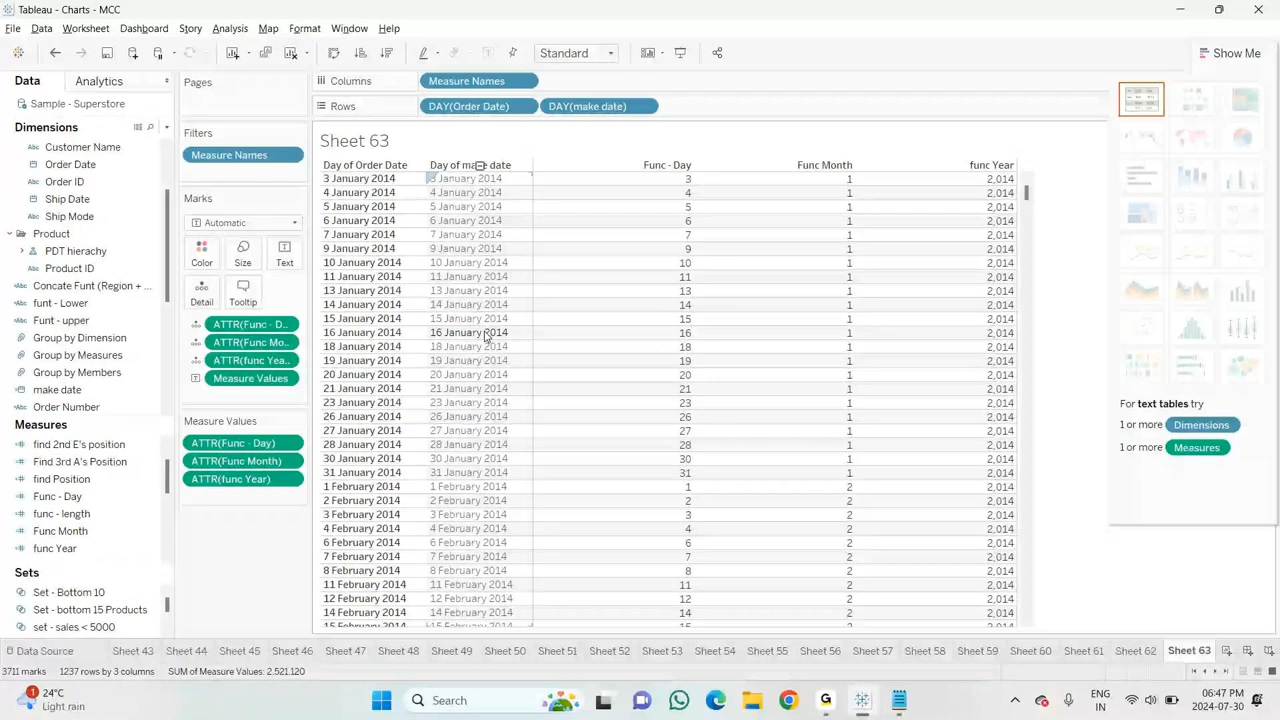 Tableau - Charts - MCC
File Data Worksheet Dashboard Story Analysis Map Format Window Help
Standard
Show Me
Data Analytics
Sample - Superstore
Dimensions
Abc Customer Name
Order Date
Abc Order ID
Ship Date
Abc Ship Mode
Product
PDT hierachy
Abc Product ID
Abc Concate Funt (Region + ...
Abc funt - Lower
Abc Funt - upper
Group by Dimension
Group by Measures
Group by Members
make date
Abc Order Number
Measures
find 2nd E's position
Find 3rd A's Position
find Position
Func - Day
func - length
Func Month
func Year
Sets
Set - Bottom 10
Set - bottom 15 Products
set - sales < 5000
Pages
Filters
Measure Names
Marks
Automatic
Color Size Text
Detail Tooltip
ATTR(Func - D..
ATTR(Func Mo..
ATTR(func Yea..
Measure Values
Measure Values
ATTR(Func - Day)
ATTR(Func Month)
ATTR(func Year)
Columns Measure Names
Rows DAY(Order Date) DAY(make date)
Sheet 63
Day of Order Date Day of make date Func - Day Func Month func Year
3 January 2014 3 January 2014 3 1 2,014
4 January 2014 4 January 2014 4 1 2,014
5 January 2014 5 January 2014 5 1 2,014
6 January 2014 6 January 2014 6 1 2,014
7 January 2014 7 January 2014 7 1 2,014
9 January 2014 9 January 2014 9 1 2,014
10 January 2014 10 January 2014 10 1 2,014
11 January 2014 11 January 2014 11 1 2,014
13 January 2014 13 January 2014 13 1 2,014
14 January 2014 14 January 2014 14 1 2,014
15 January 2014 15 January 2014 15 1 2,014
16 January 2014 16 January 2014 16 1 2,014
18 January 2014 18 January 2014 18 1 2,014
19 January 2014 19 January 2014 19 1 2,014
20 January 2014 20 January 2014 20 1 2,014
21 January 2014 21 January 2014 21 1 2,014
23 January 2014 23 January 2014 23 1 2,014
26 January 2014 26 January 2014 26 1 2,014
27 January 2014 27 January 2014 27 1 2,014
28 January 2014 28 January 2014 28 1 2,014
30 January 2014 30 January 2014 30 1 2,014
31 January 2014 31 January 2014 31 1 2,014
1 February 2014 1 February 2014 1 2 2,014
2 February 2014 2 February 2014 2 2 2,014
3 February 2014 3 February 2014 3 2 2,014
4 February 2014 4 February 2014 4 2 2,014
6 February 2014 6 February 2014 6 2 2,014
7 February 2014 7 February 2014 7 2 2,014
8 February 2014 8 February 2014 8 2 2,014
11 February 2014 11 February 2014 11 2 2,014
12 February 2014 12 February 2014 12 2 2,014
14 February 2014 14 February 2014 14 2 2,014
15 February 2014 15 February 2014 15 2 2,014
For text tables try
1 or more Dimensions
1 or more Measures
Data Source Sheet 43 Sheet 44 Sheet 45 Sheet 46 Sheet 47 Sheet 48 Sheet 49 Sheet 50 Sheet 51 Sheet 52 Sheet 53 Sheet 54 Sheet 55 Sheet 56 Sheet 57 Sheet 58 Sheet 59 Sheet 60 Sheet 61 Sheet 62 Sheet 63
3711 marks 1237 rows by 3 columns SUM of Measure Values: 2,521,120
1
24°C
Light rain
Search
ENG
IN
06:47 PM
2024-07-30